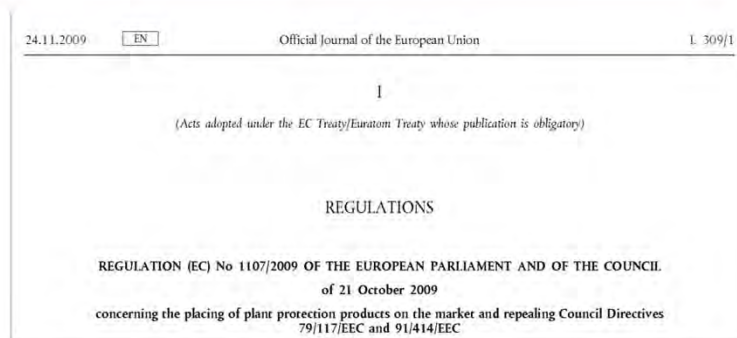 24.11.2009 EN Official Journal of the European Union L 309/1
I
(Acts adopted under the EC Treaty/Euratom Treaty whose publication is obligatory)
REGULATIONS
REGULATION (EC) No 1107/2009 OF THE EUROPEAN PARLIAMENT AND OF THE COUNCIL
of 21 October 2009
concerning the placing of plant protection products on the market and repealing Council Directives
79/117/EEC and 91/414/EEC